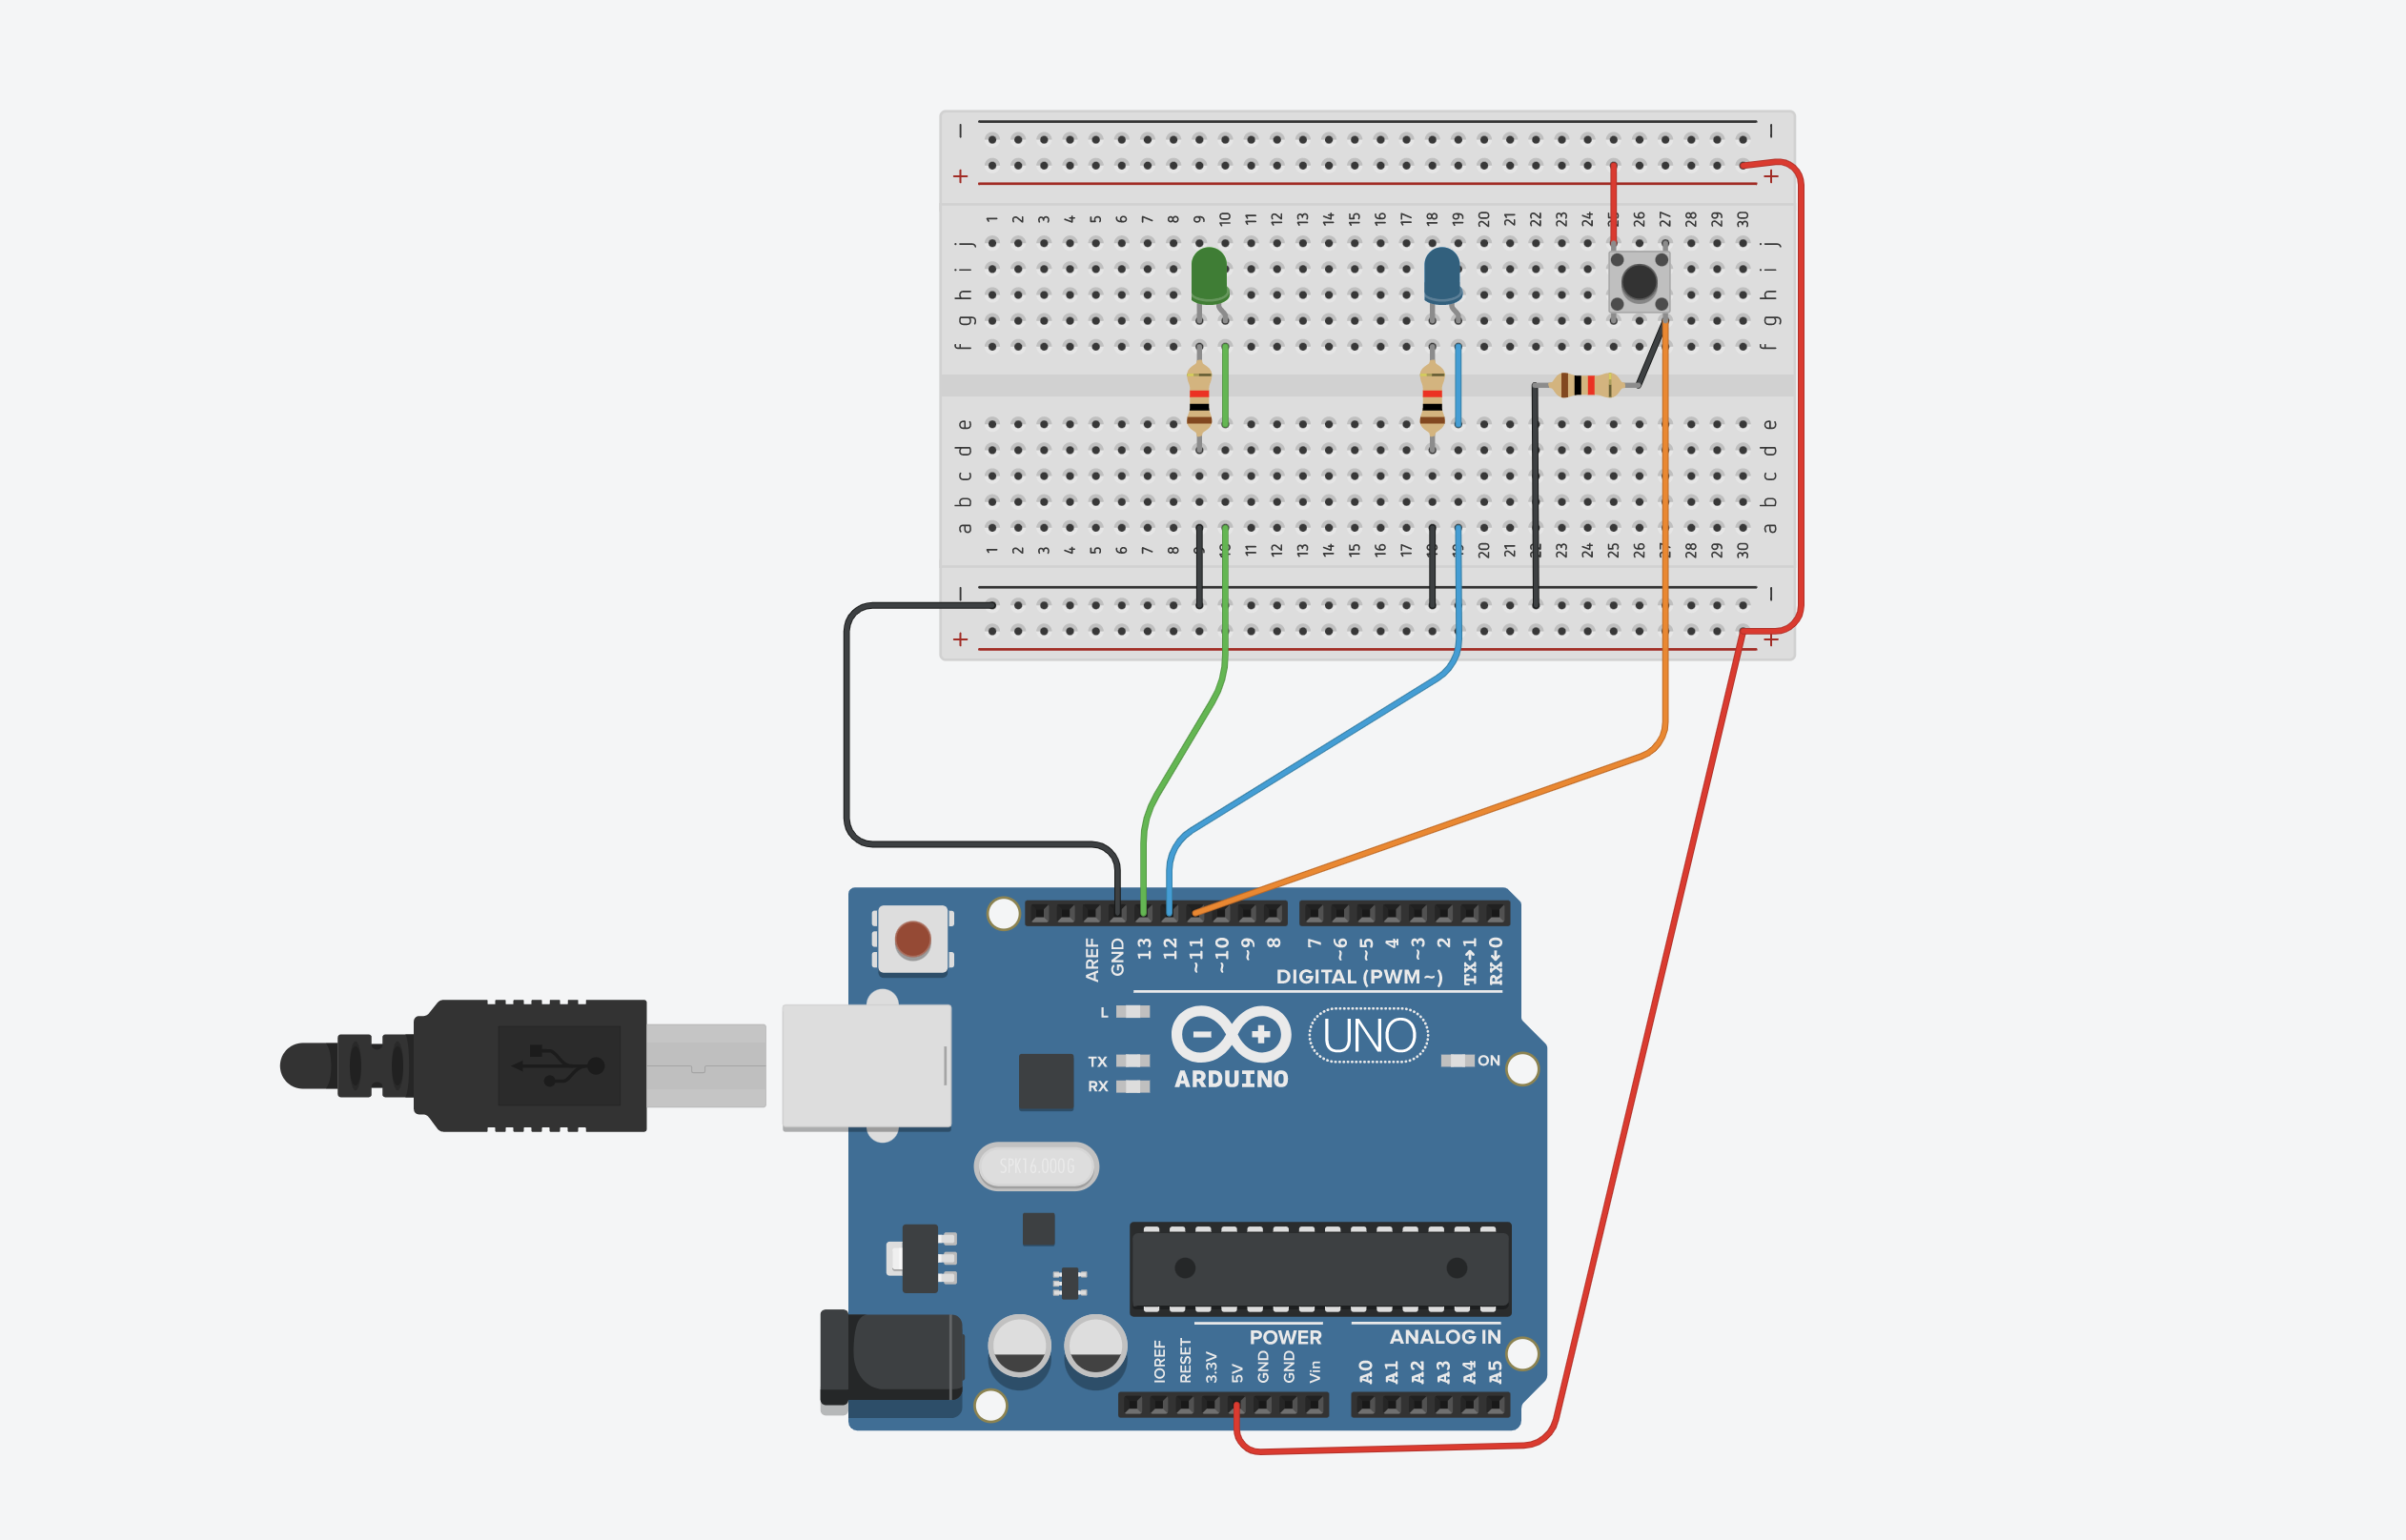 − −
+ +
1 2 3 4 5 6 7 8 9 10 11 12 13 14 15 16 17 18 19 20 21 22 23 24 25 26 27 28 29 30
j j
i i
h h
g g
f f
e e
d d
c c
b b
a a
1 2 3 4 5 6 7 8 9 10 11 12 13 14 15 16 17 18 19 20 21 22 23 24 25 26 27 28 29 30
− −
+ +
AREF GND 13 12 ~11 ~10 ~9 8 7 ~6 ~5 4 ~3 2 TX→1 RX←0
DIGITAL (PWM ~)
L
UNO
TX ON
RX ARDUINO
SPK16.000G
POWER ANALOG IN
IOREF RESET 3.3V 5V GND GND Vin A0 A1 A2 A3 A4 A5